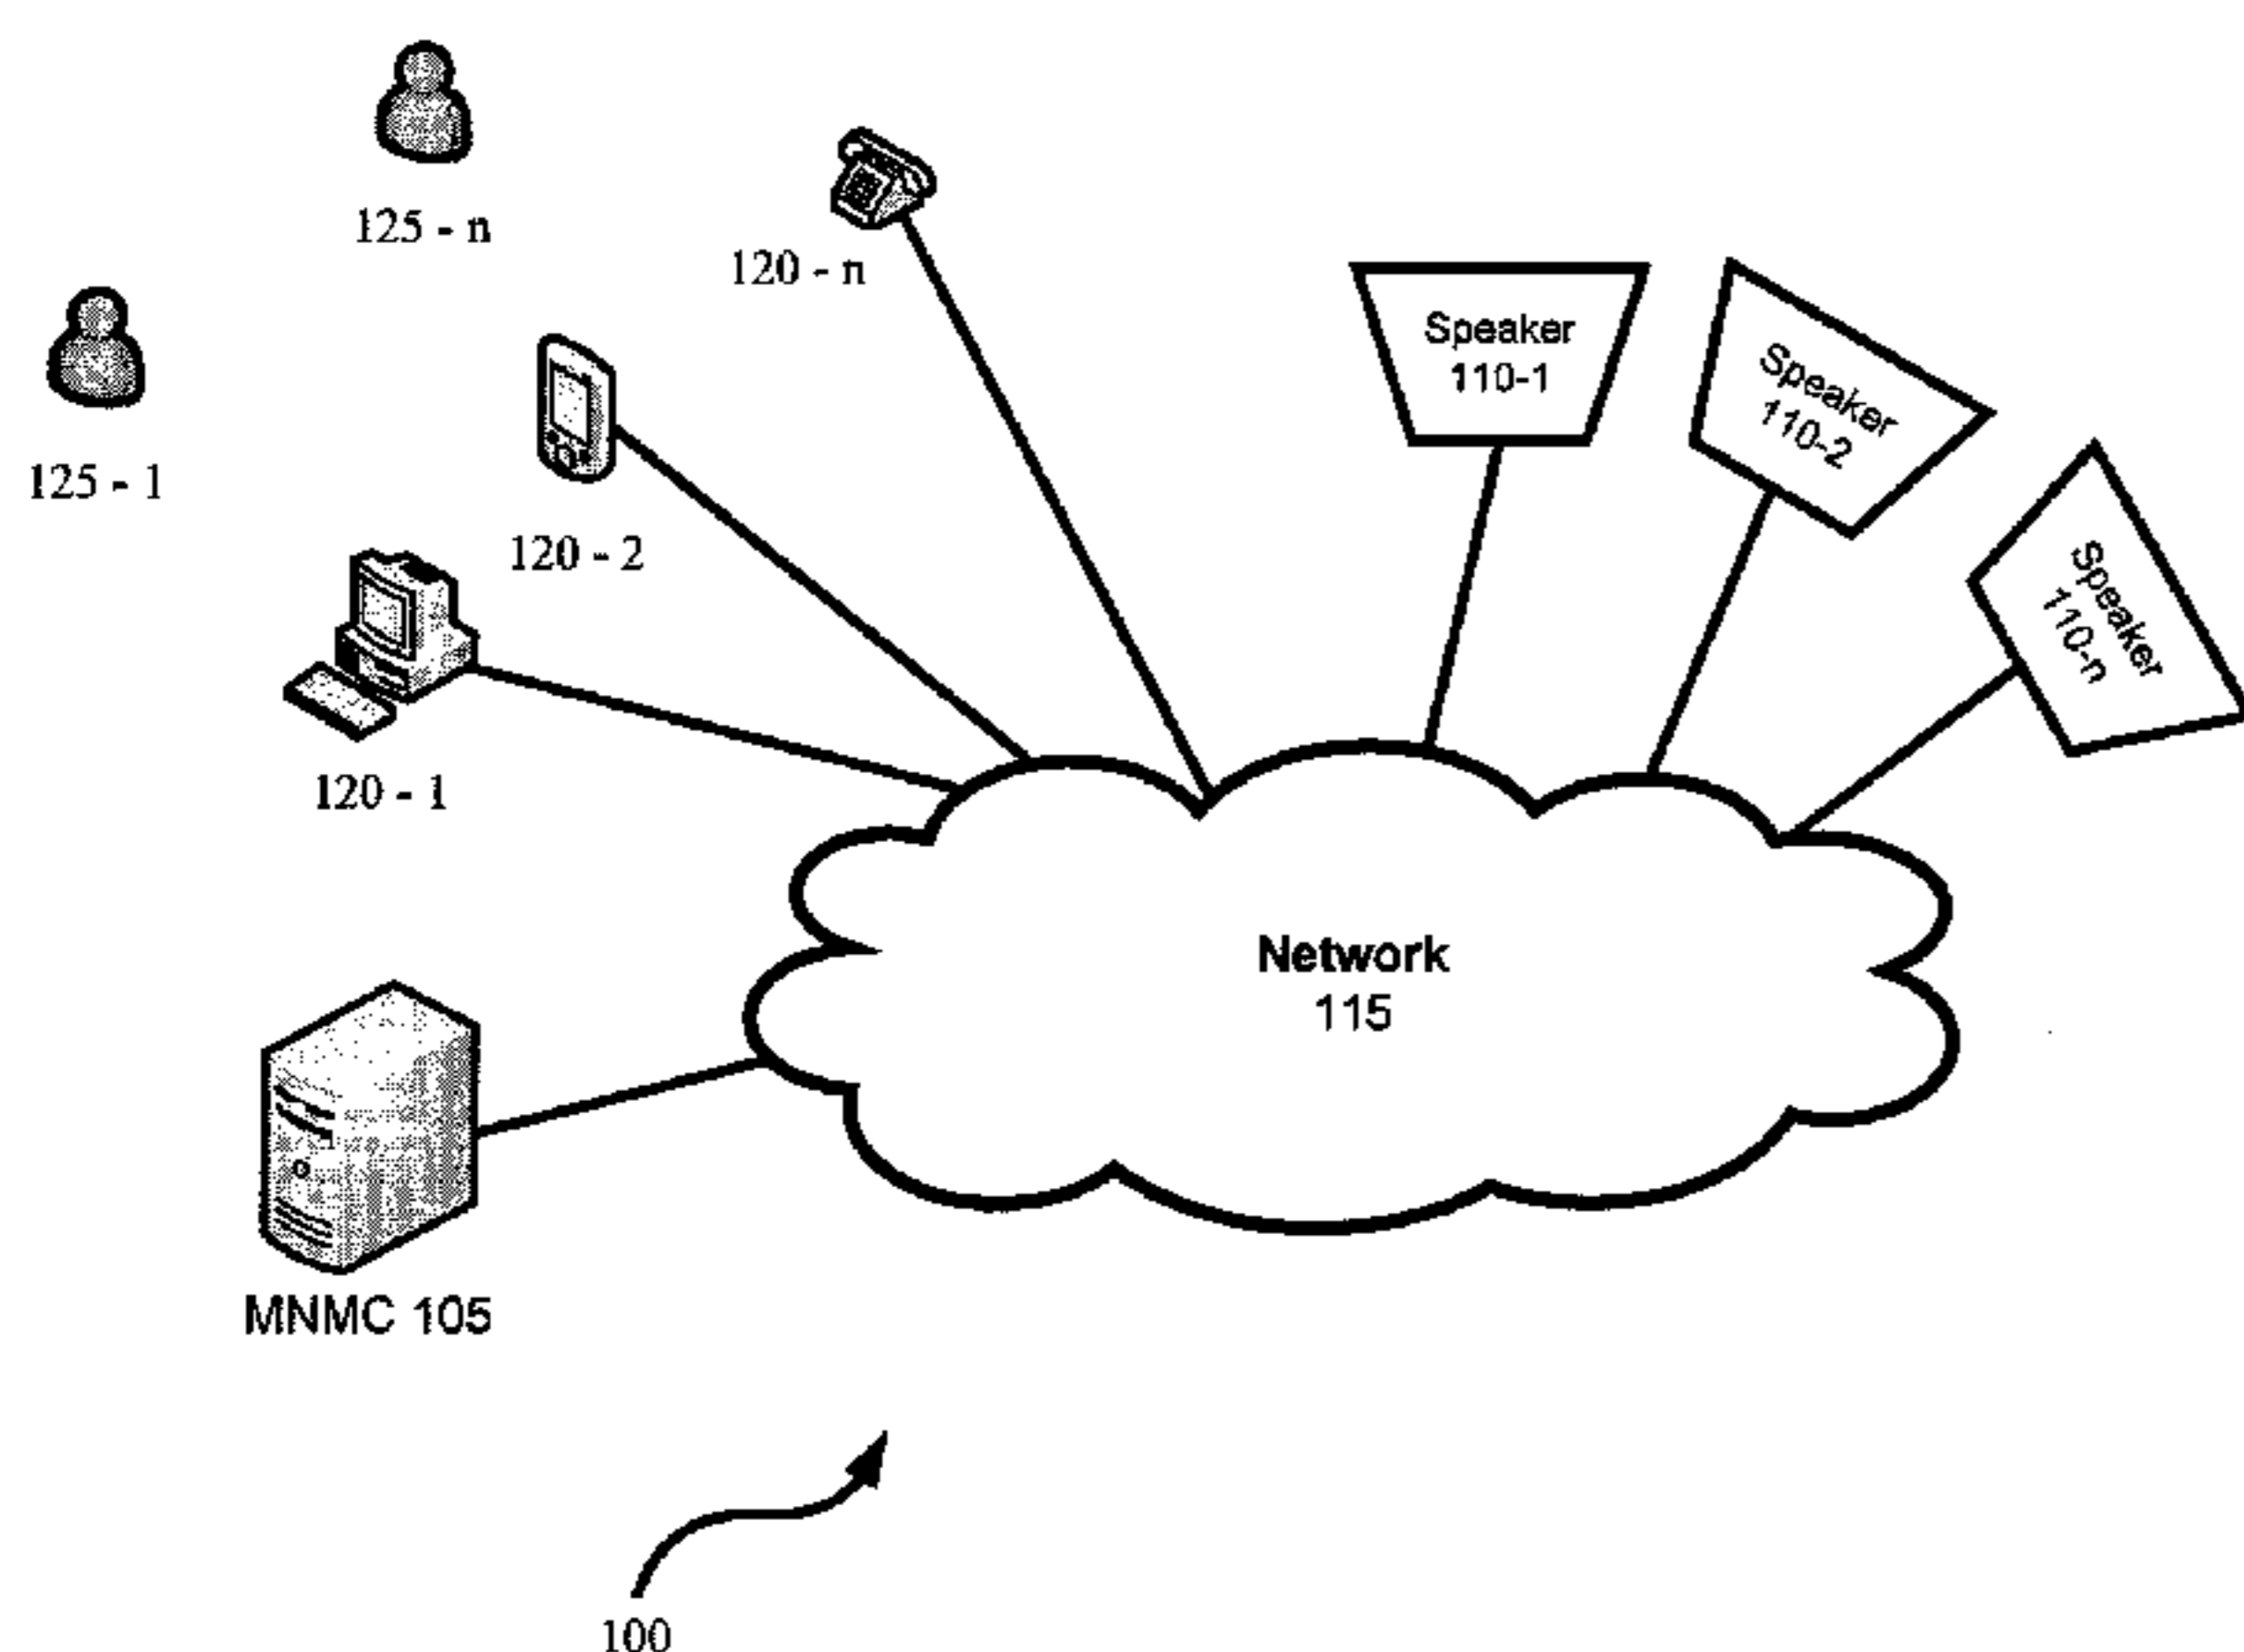 125 - n
120 - n
125 - 1
Speaker
110-1
Speaker
110-2
120 - 2
Speaker
110-n
120 - 1
Network
115
MNMC 105
100